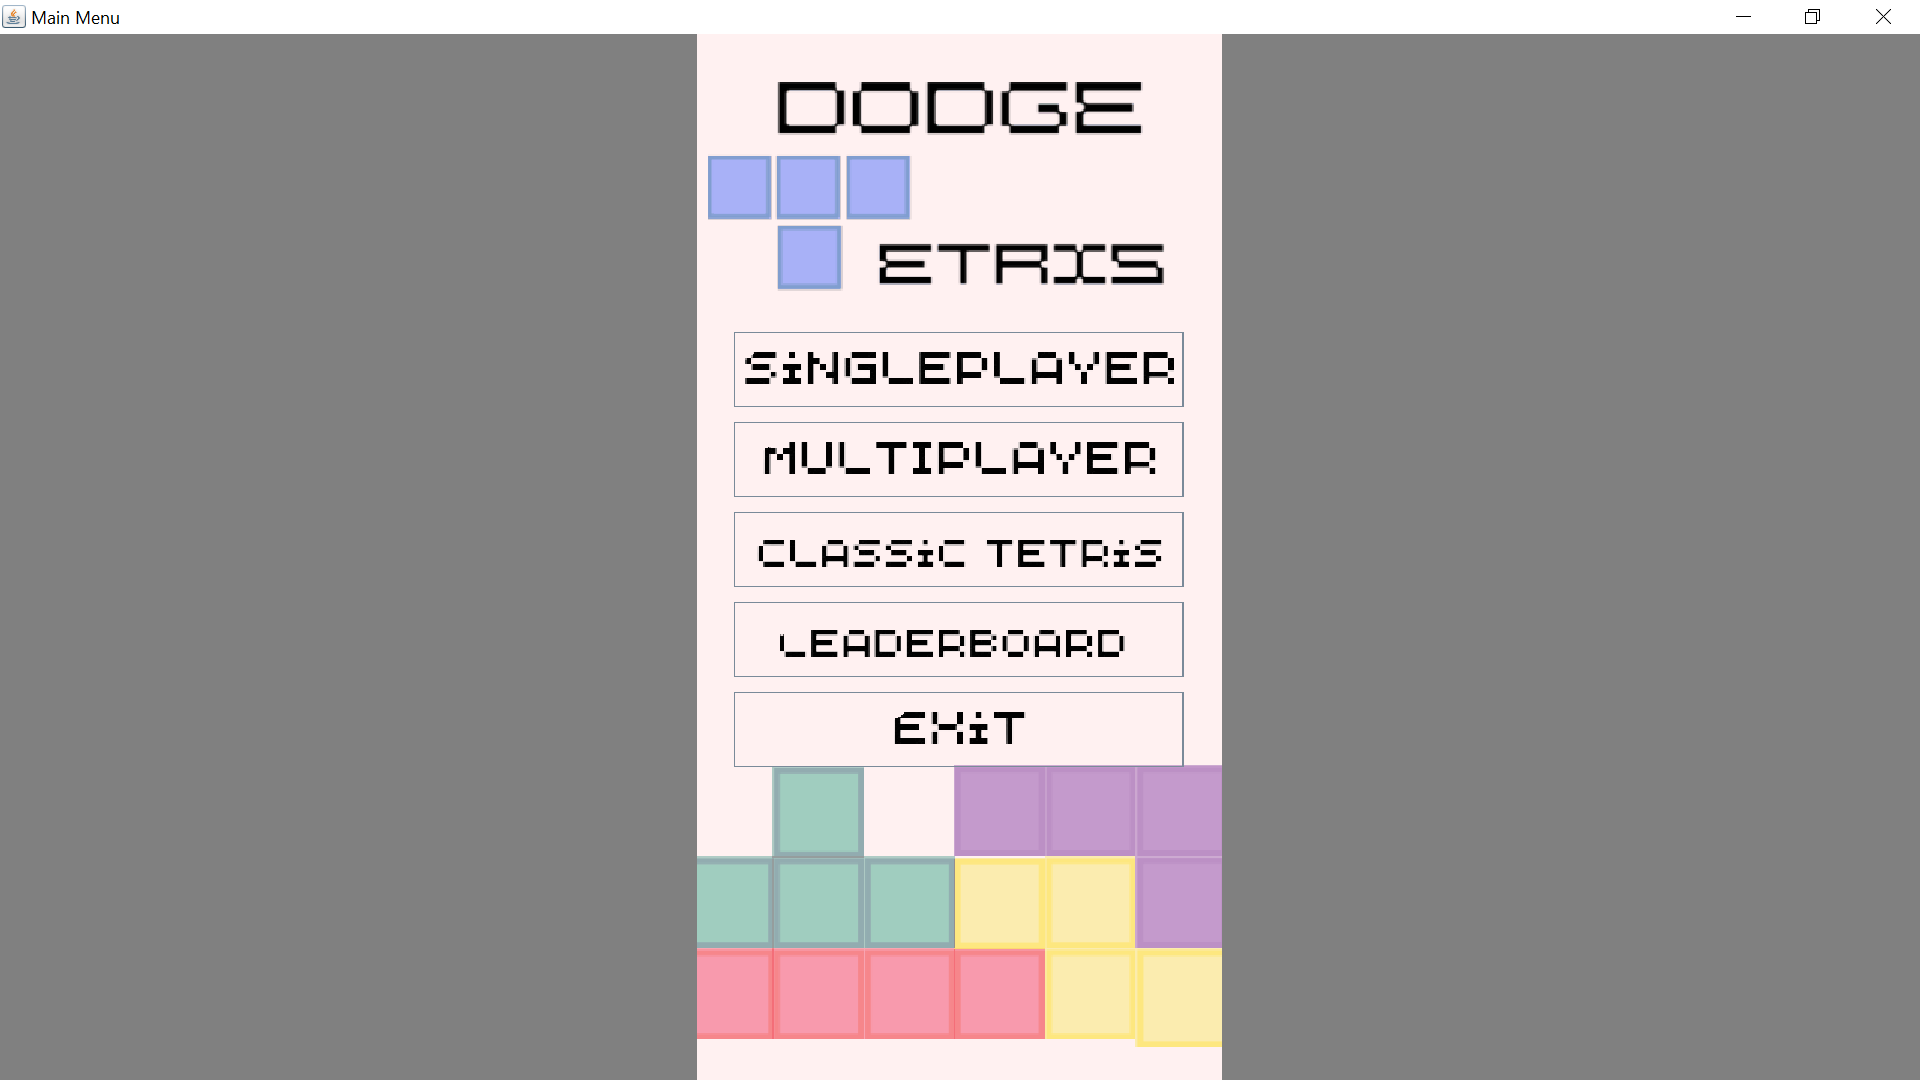 Main Menu
DODGE
ETRIS
SiNGLEPLAYER
MULTIPLAYER
CLASSiC TETRiS
LEADERBOARD
EXiT